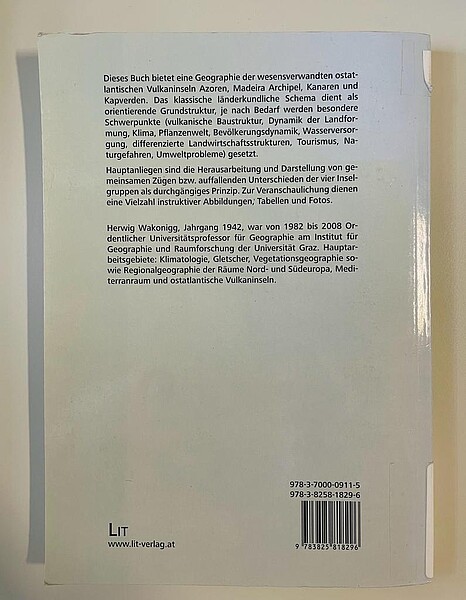 Dieses Buch bietet eine Geographie der wesensverwandten ostat-
lantischen Vulkaninseln Azoren, Madeira Archipel, Kanaren und
Kapverden. Das klassische länderkundliche Schema dient als
orientierende Grundstruktur, je nach Bedarf werden besondere
Schwerpunkte (vulkanische Baustruktur, Dynamik der Landfor-
mung, Klima, Pflanzenwelt, Bevölkerungsdynamik, Wasserversor-
gung, differenzierte Landwirtschaftsstrukturen, Tourismus, Na-
turgefahren, Umweltprobleme) gesetzt.
Hauptanliegen sind die Herausarbeitung und Darstellung von ge-
meinsamen Zügen bzw. auffallenden Unterschieden der vier Insel-
gruppen als durchgängiges Prinzip. Zur Veranschaulichung dienen
eine Vielzahl instruktiver Abbildungen, Tabellen und Fotos.
Herwig Wakonigg, Jahrgang 1942, war von 1982 bis 2008 Or-
dentlicher Universitätsprofessor für Geographie am Institut für
Geographie und Raumforschung der Universität Graz. Hauptar-
beitsgebiete: Klimatologie, Gletscher, Vegetationsgeographie so-
wie Regionalgeographie der Räume Nord- und Südeuropa, Medi-
terranraum und ostatlantische Vulkaninseln.
978-3-7000-0911-5
978-3-8258-1829-6
LIT
www.lit-verlag.at
9 783825 818296